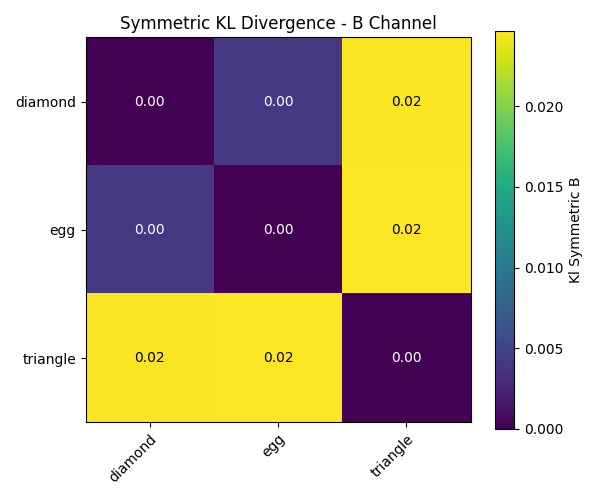 Symmetric KL Divergence - B Channel
diamond 0.00 0.00 0.02
egg 0.00 0.00 0.02
triangle 0.02 0.02 0.00
diamond egg triangle
0.020
0.015
0.010
0.005
0.000
Kl Symmetric B